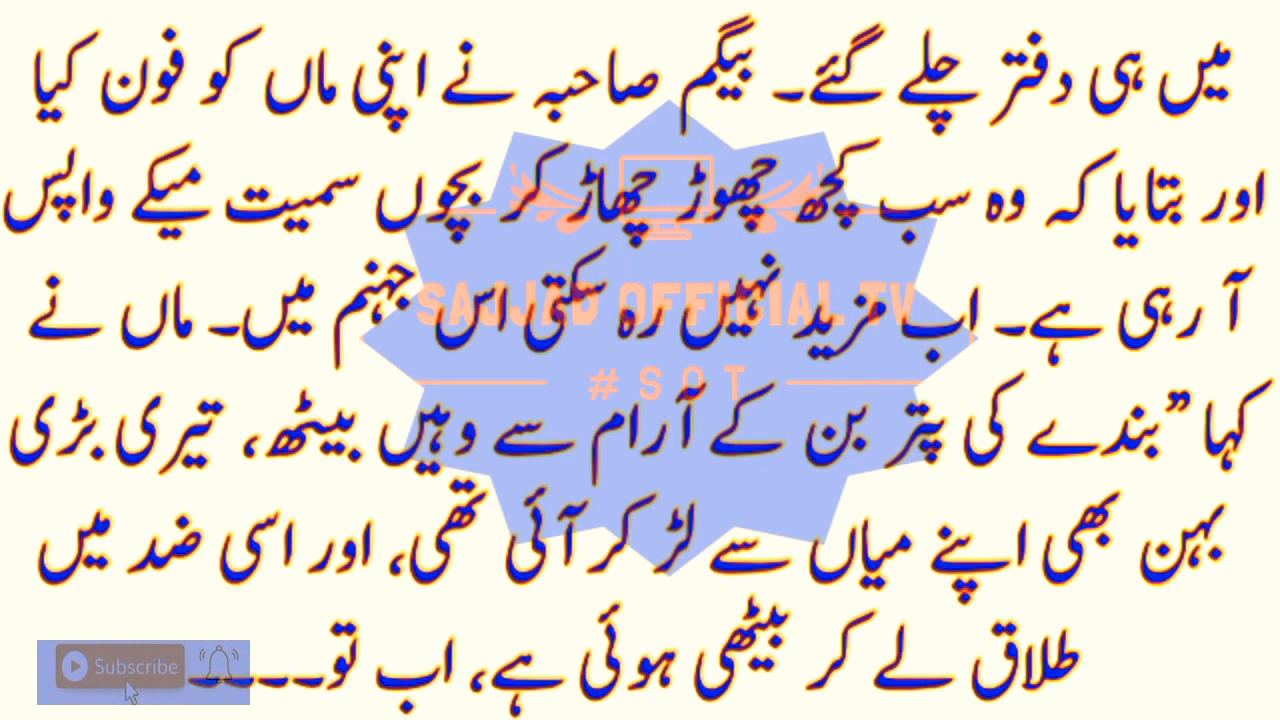 میں ہی دفتر چلے گئے۔ بیگم صاحبہ نے اپنی ماں کو فون کیا
اور بتایا کہ وہ سب کچھ چھوڑ چھاڑ کر بچوں سمیت میکے واپس
آ رہی ہے۔ اب مزید نہیں رہ سکتی اس جہنم میں۔ ماں نے
کہا ”بندے کی پتر بن کے آرام سے وہیں بیٹھ، تیری بڑی
بہن بھی اپنے میاں سے لڑ کر آئی تھی، اور اسی ضد میں
طلاق لے کر بیٹھی ہوئی ہے، اب تو۔۔۔۔۔
SAJJAD OFFICIAL TV
# SOT
Subscribe